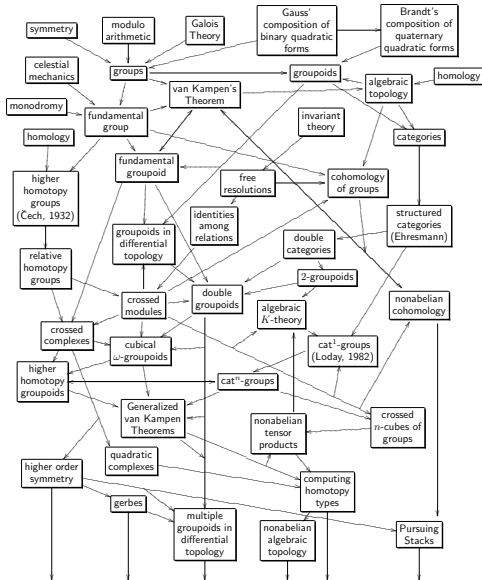 Gauss'
composition of
binary quadratic
forms
Brandt's
composition of
quaternary
quadratic forms
symmetry
modulo
arithmetic
Galois
Theory
celestial
mechanics
groups
groupoids
van Kampen's
Theorem
algebraic
topology
homology
monodromy
fundamental
group
invariant
theory
categories
homology
fundamental
groupoid
free
resolutions
cohomology
of groups
higher
homotopy
groups
(Čech, 1932)
identities
among
relations
structured
categories
(Ehresmann)
groupoids in
differential
topology
double
categories
relative
homotopy
groups
2-groupoids
crossed
modules
double
groupoids
algebraic
K-theory
nonabelian
cohomology
crossed
complexes
cubical
ω-groupoids
cat¹-groups
(Loday, 1982)
higher
homotopy
groupoids
catⁿ-groups
Generalized
van Kampen
Theorems
nonabelian
tensor
products
crossed
n-cubes of
groups
quadratic
complexes
higher order
symmetry
computing
homotopy
types
gerbes
multiple
groupoids in
differential
topology
nonabelian
algebraic
topology
Pursuing
Stacks